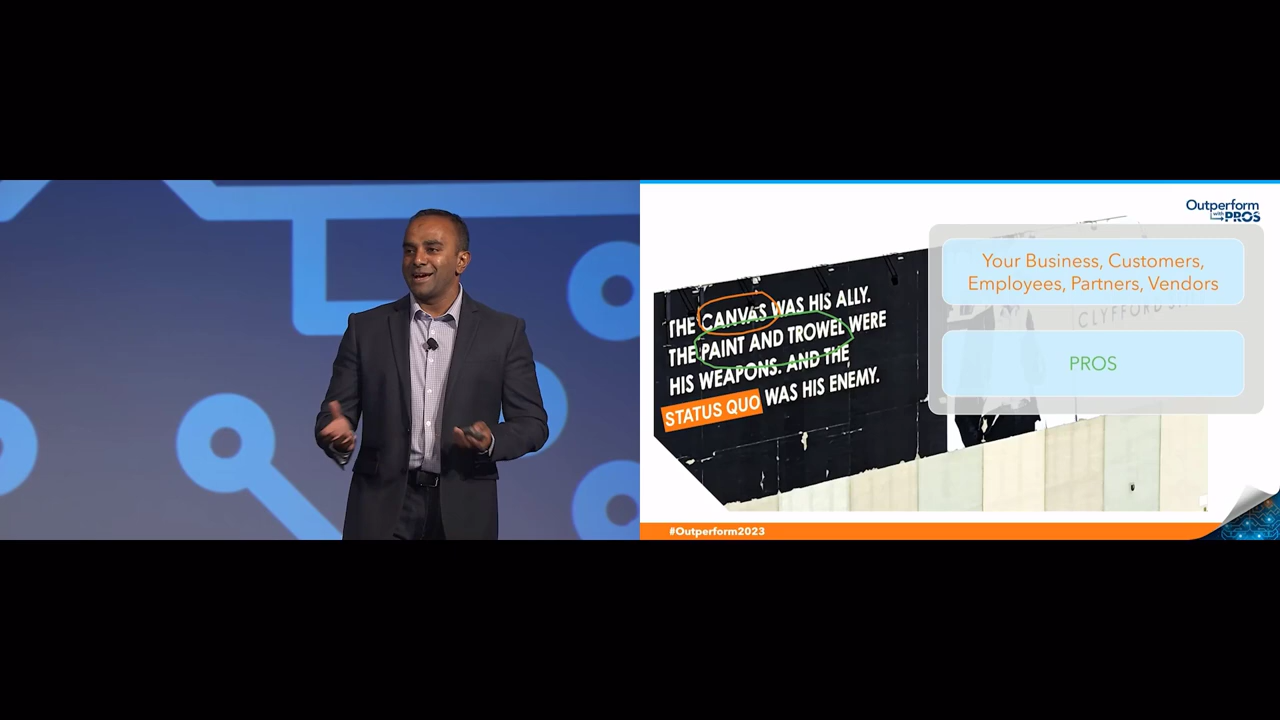 Outperform
with PROS
Your Business, Customers,
Employees, Partners, Vendors
CLYFFORD
PROS
THE CANVAS WAS HIS ALLY.
THE PAINT AND TROWEL WERE
HIS WEAPONS. AND THE
STATUS QUO WAS HIS ENEMY.
#Outperform2023